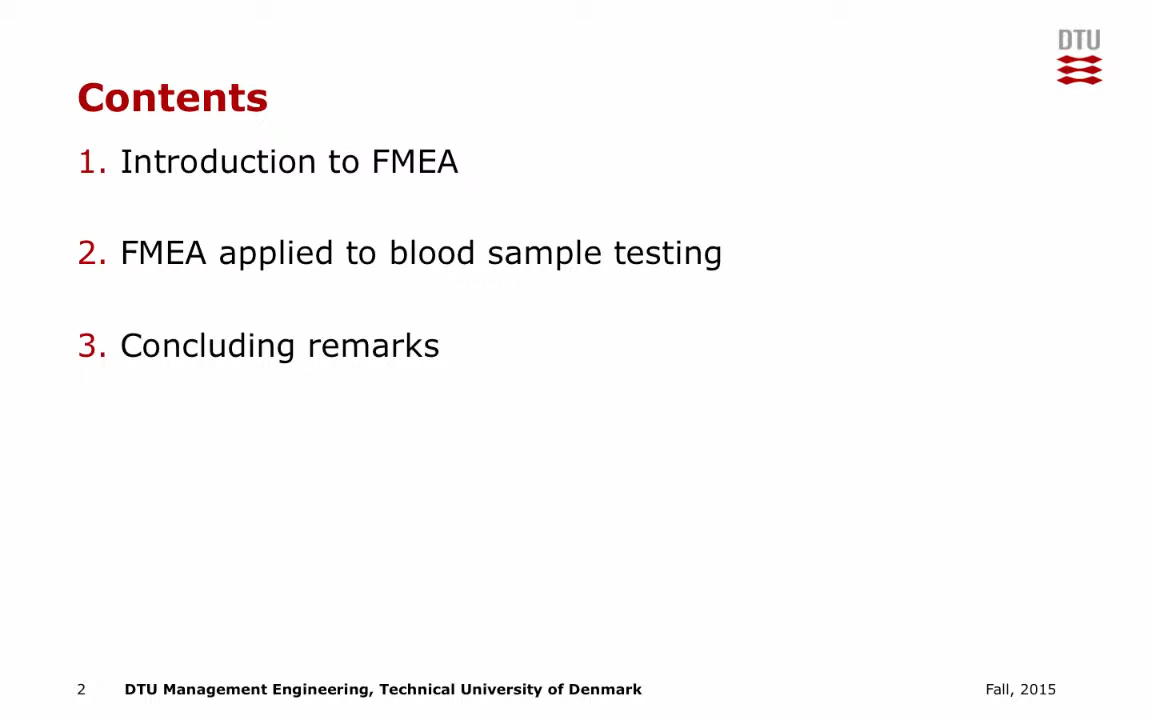 DTU
Contents
1. Introduction to FMEA
2. FMEA applied to blood sample testing
3. Concluding remarks
2 DTU Management Engineering, Technical University of Denmark Fall, 2015